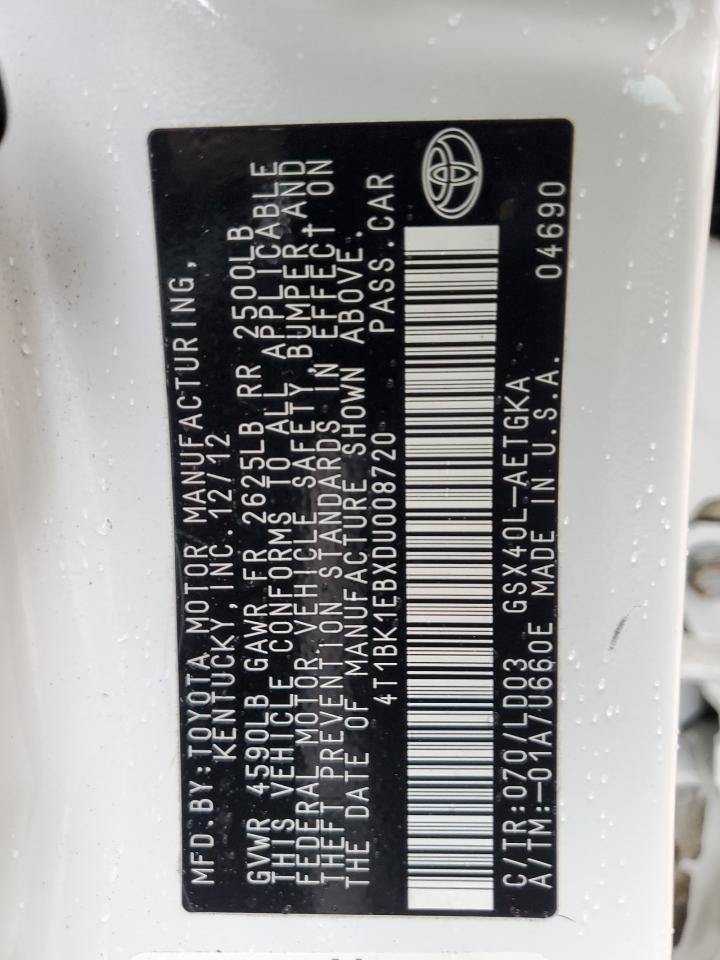 MFD.BY:TOYOTA MOTOR MANUFACTURING,
KENTUCKY, INC. 12/12
GVWR 4590LB GAWR FR 2625LB RR 2500LB
THIS VEHICLE CONFORMS TO ALL APPLICABLE
FEDERAL MOTOR VEHICLE SAFETY, BUMPER, AND
THEFT PREVENTION STANDARDS IN EFFECT ON
THE DATE OF MANUFACTURE SHOWN ABOVE.
4T1BK1EBXDU008720 PASS.CAR
C/TR:070/LD03 GSX40L-AETGKA 04690
A/TM:-01A/U660E MADE IN U.S.A.